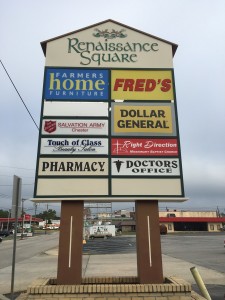 Renaissance
Square
FARMERS
home
FURNITURE
FRED'S
SALVATION ARMY
Chester
DOLLAR
GENERAL
Touch of Class
Beauty Salon
Right Direction
PHARMACY
DOCTORS
OFFICE